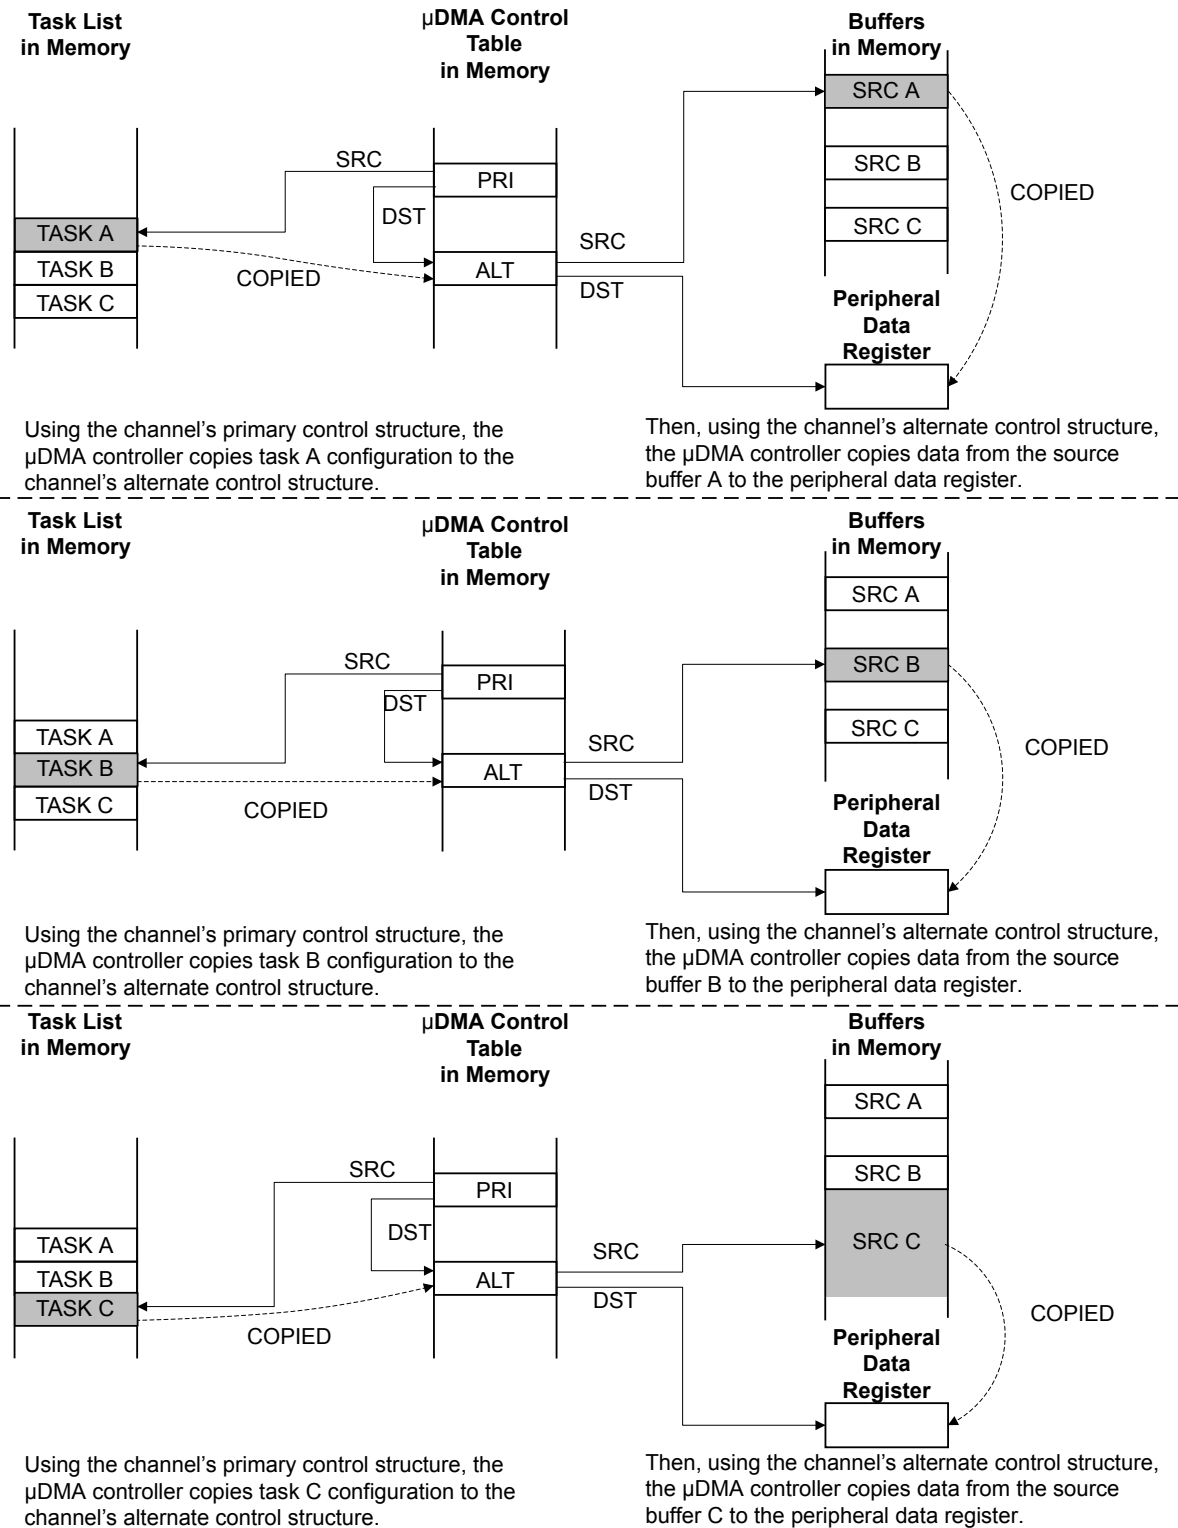 Task List
in Memory
µDMA Control
Table
in Memory
Buffers
in Memory
SRC A
SRC B
SRC C
COPIED
SRC
PRI
DST
TASK A
TASK B
TASK C
COPIED
ALT
SRC
DST
Peripheral
Data
Register
Using the channel's primary control structure, the
µDMA controller copies task A configuration to the
channel's alternate control structure.
Then, using the channel's alternate control structure,
the µDMA controller copies data from the source
buffer A to the peripheral data register.
Task List
in Memory
µDMA Control
Table
in Memory
Buffers
in Memory
SRC A
SRC B
SRC C
COPIED
SRC
PRI
DST
TASK A
TASK B
TASK C
COPIED
ALT
SRC
DST
Peripheral
Data
Register
Using the channel's primary control structure, the
µDMA controller copies task B configuration to the
channel's alternate control structure.
Then, using the channel's alternate control structure,
the µDMA controller copies data from the source
buffer B to the peripheral data register.
Task List
in Memory
µDMA Control
Table
in Memory
Buffers
in Memory
SRC A
SRC B
SRC C
COPIED
SRC
PRI
DST
TASK A
TASK B
TASK C
COPIED
ALT
SRC
DST
Peripheral
Data
Register
Using the channel's primary control structure, the
µDMA controller copies task C configuration to the
channel's alternate control structure.
Then, using the channel's alternate control structure,
the µDMA controller copies data from the source
buffer C to the peripheral data register.